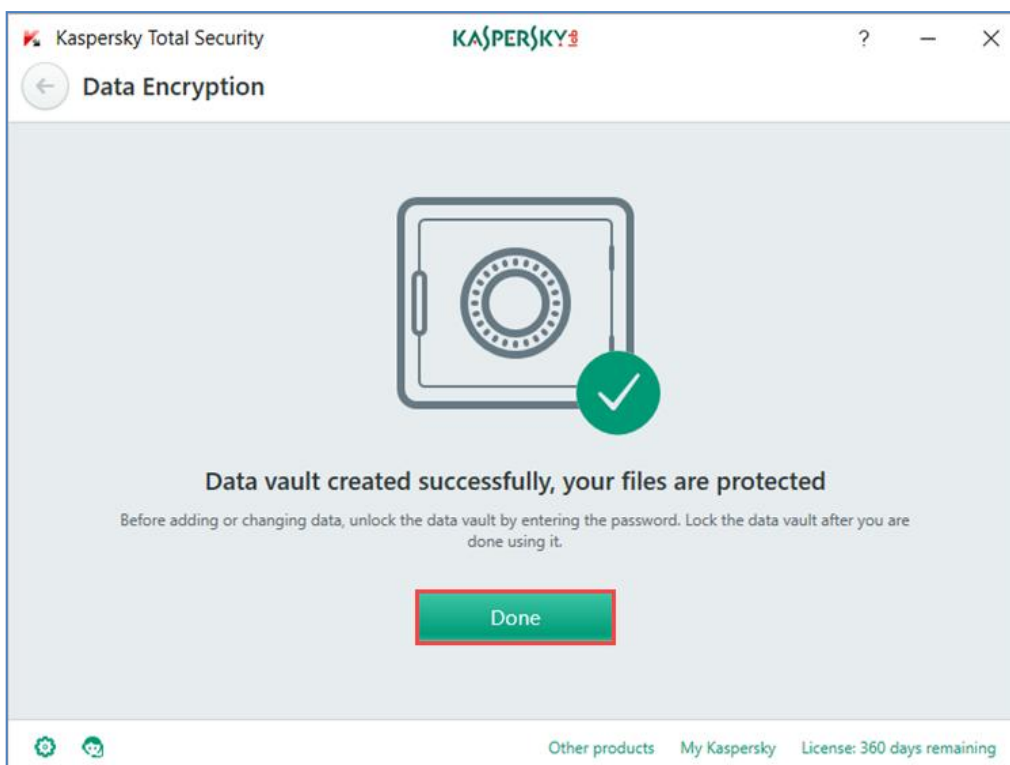 Kaspersky Total Security
KASPERSKY lab
?
Data Encryption
Data vault created successfully, your files are protected
Before adding or changing data, unlock the data vault by entering the password. Lock the data vault after you are
done using it.
Done
Other products My Kaspersky License: 360 days remaining